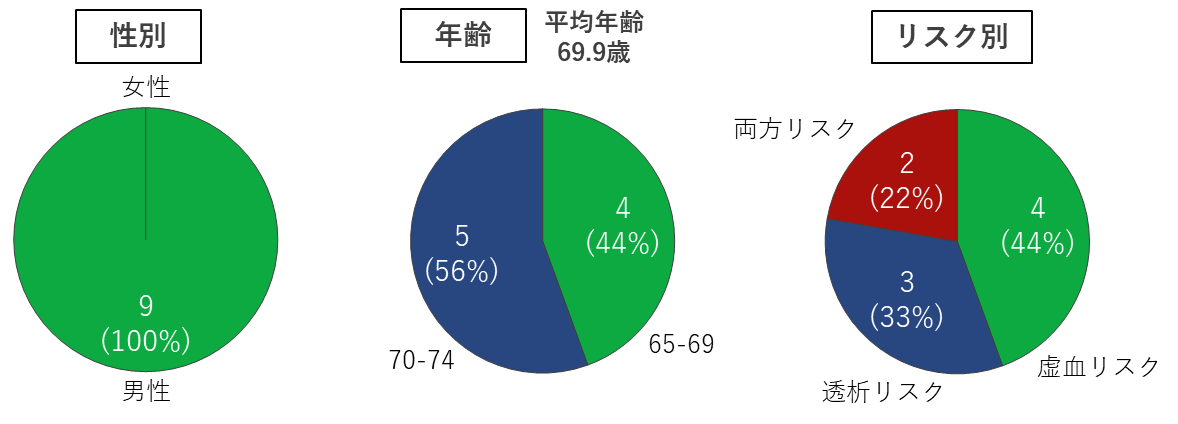 性別
女性
9
(100%)
男性
年齢
平均年齢
69.9歳
5
(56%)
4
(44%)
70-74
65-69
リスク別
両方リスク
2
(22%)
4
(44%)
3
(33%)
虚血リスク
透析リスク